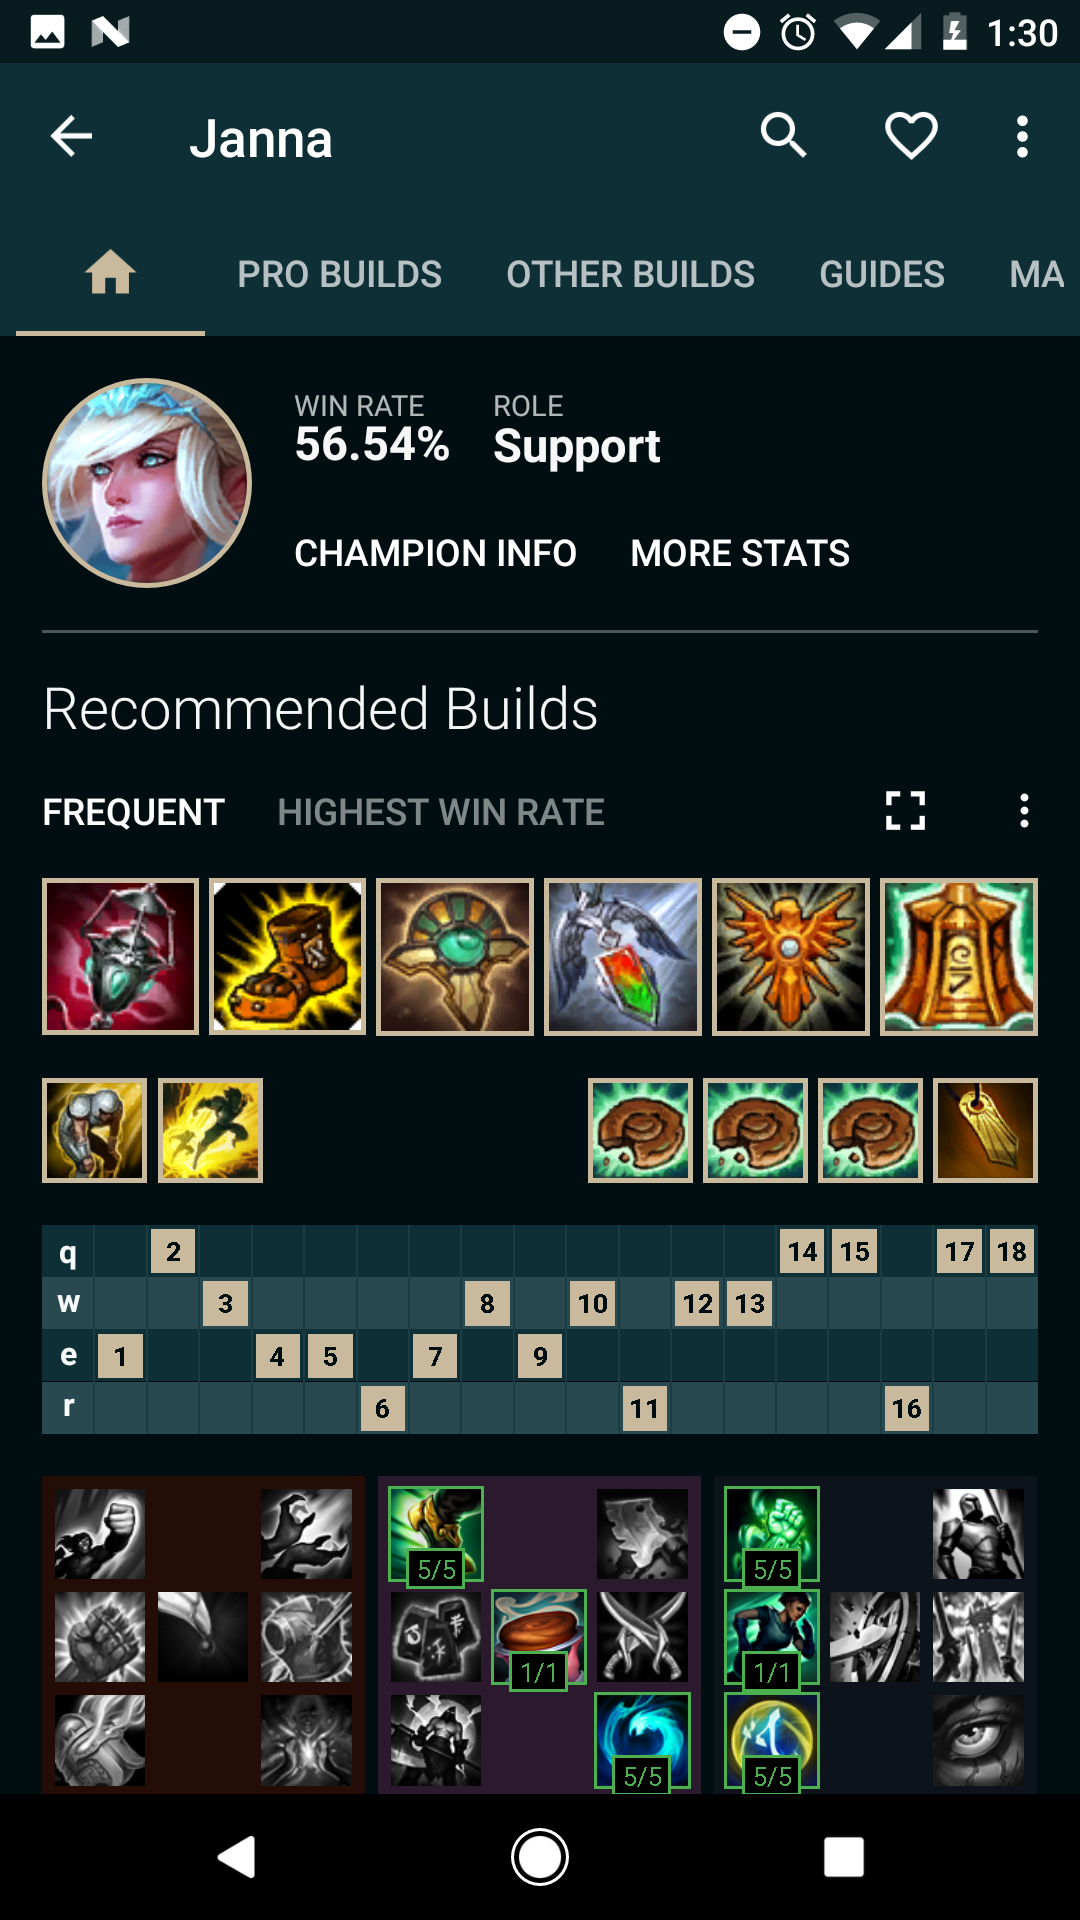 1:30
Janna
PRO BUILDS OTHER BUILDS GUIDES MA
WIN RATE ROLE
56.54% Support
CHAMPION INFO MORE STATS
Recommended Builds
FREQUENT HIGHEST WIN RATE
q 2 14 15 17 18
w 3 8 10 12 13
e 1 4 5 7 9
r 6 11 16
5/5 5/5
1/1 1/1
5/5 5/5